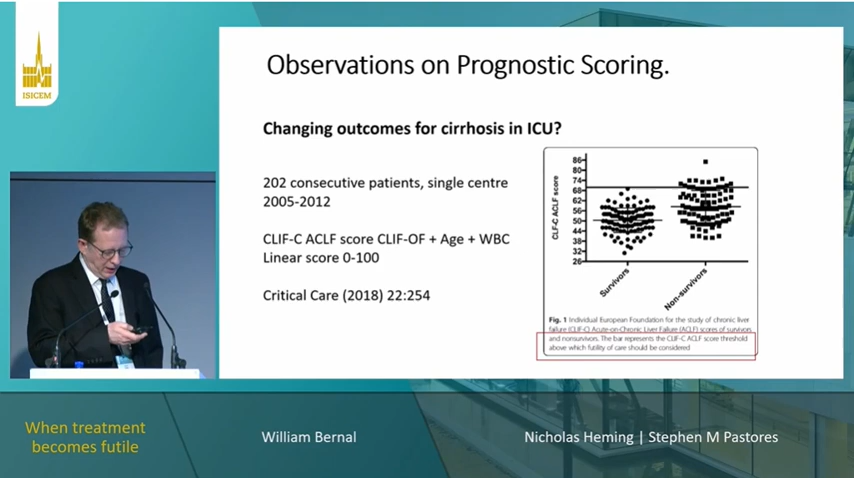 ISICEM
Observations on Prognostic Scoring.
Changing outcomes for cirrhosis in ICU?
202 consecutive patients, single centre
2005-2012
CLIF-C ACLF score CLIF-OF + Age + WBC
Linear score 0-100
Critical Care (2018) 22:254
CLF-C ACLF score
86
80
74
68
62
56
50
44
38
32
26
Survivors
Non-survivors
Fig. 1 Individual European Foundation for the study of chronic liver
failure (CLIF-C) Acute-on-Chronic Liver Failure (ACLF) scores of survivors
and nonsurvivors. The bar represents the CLIF-C ACLF score threshold
above which futility of care should be considered
When treatment
becomes futile
William Bernal
Nicholas Heming | Stephen M Pastores